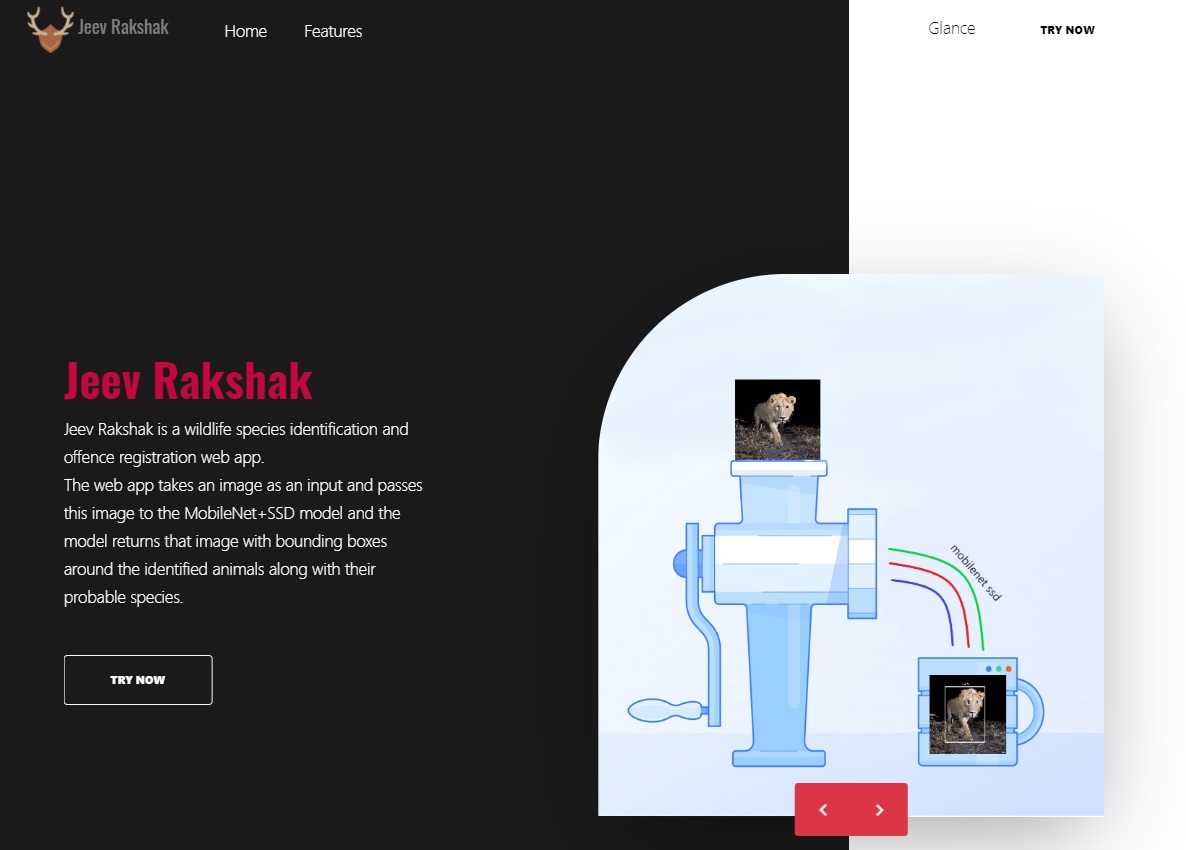 Jeev Rakshak
Home
Features
Glance
TRY NOW
Jeev Rakshak
Jeev Rakshak is a wildlife species identification and
offence registration web app.
The web app takes an image as an input and passes
this image to the MobileNet+SSD model and the
model returns that image with bounding boxes
around the identified animals along with their
probable species.
TRY NOW
mobilenet ssd